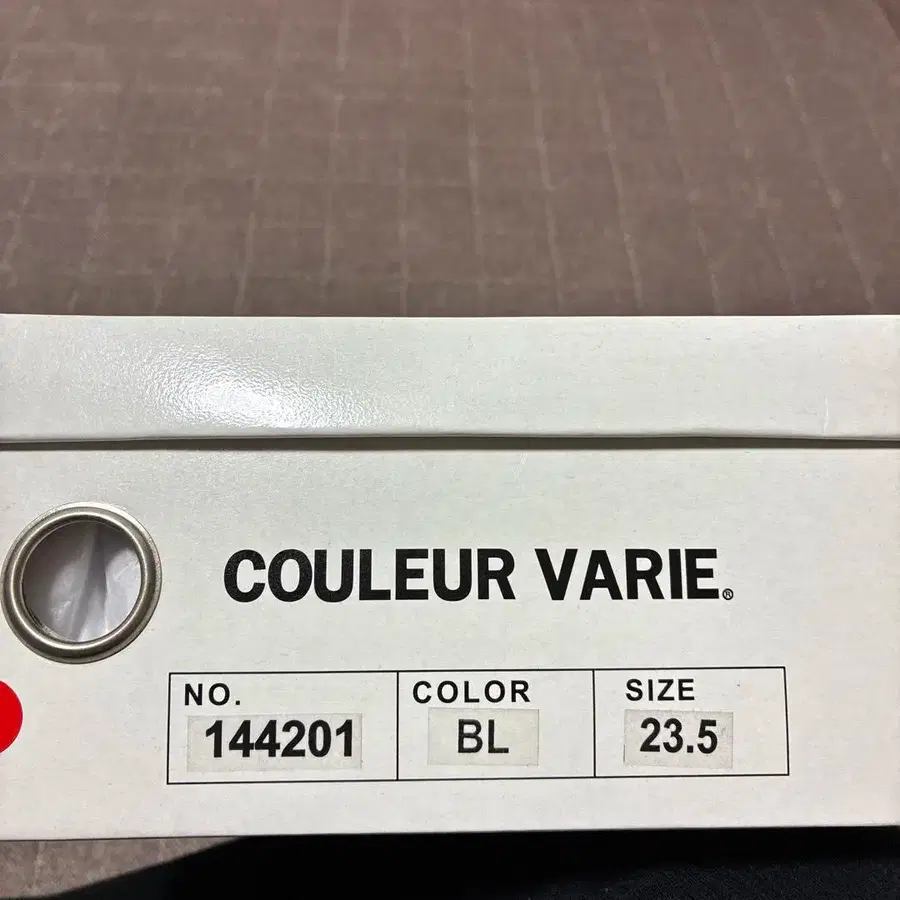 COULEUR VARIE®
NO. COLOR SIZE
144201 BL 23.5